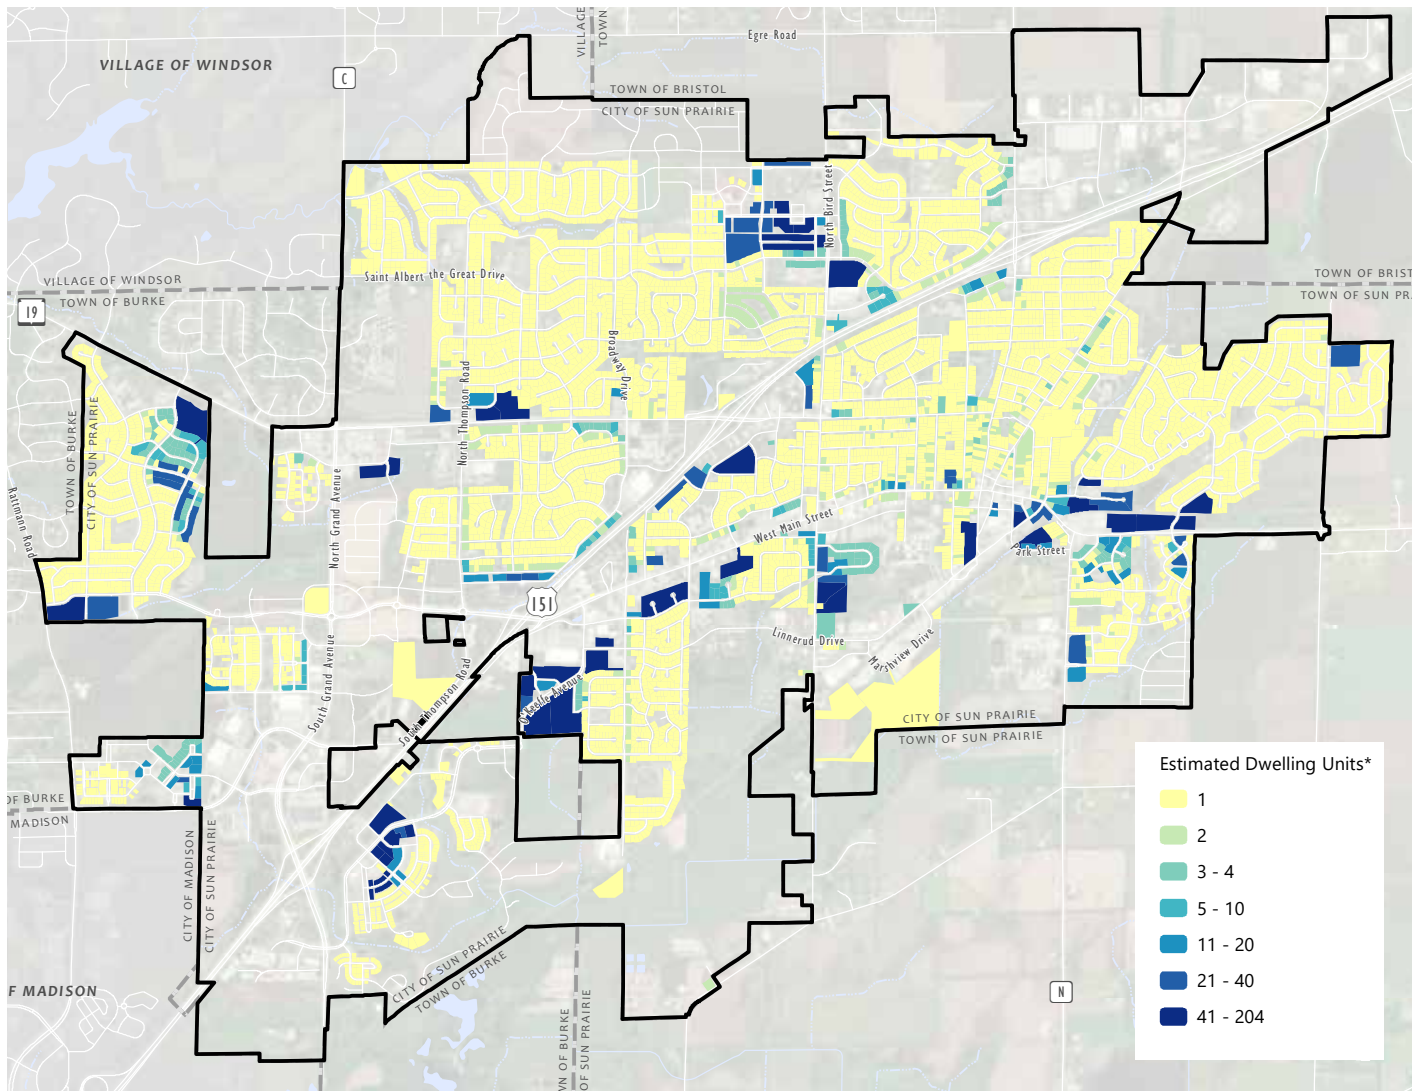 Egre Road
VILLAGE OF WINDSOR
C
VILLAGE
TOWN
TOWN OF BRISTOL
CITY OF SUN PRAIRIE
North Bird Street
Saint Albert the Great Drive
VILLAGE OF WINDSOR
TOWN OF BURKE
19
TOWN OF BRIST
TOWN OF SUN PR
Broadway Drive
North Thompson Road
TOWN OF BURKE
CITY OF SUN PRAIRIE
Rattmann Road
North Grand Avenue
West Main Street
Park Street
151
Linnerud Drive
Marshview Drive
South Grand Avenue
South Thompson Road
O'Keeffe Avenue
CITY OF SUN PRAIRIE
TOWN OF SUN PRAIRIE
OF BURKE
MADISON
CITY OF MADISON
CITY OF SUN PRAIRIE
CITY OF SUN PRAIRIE
TOWN OF BURKE
F MADISON
N
WN OF BURKE
OF SUN PRAIRIE
Estimated Dwelling Units*
1
2
3 - 4
5 - 10
11 - 20
21 - 40
41 - 204